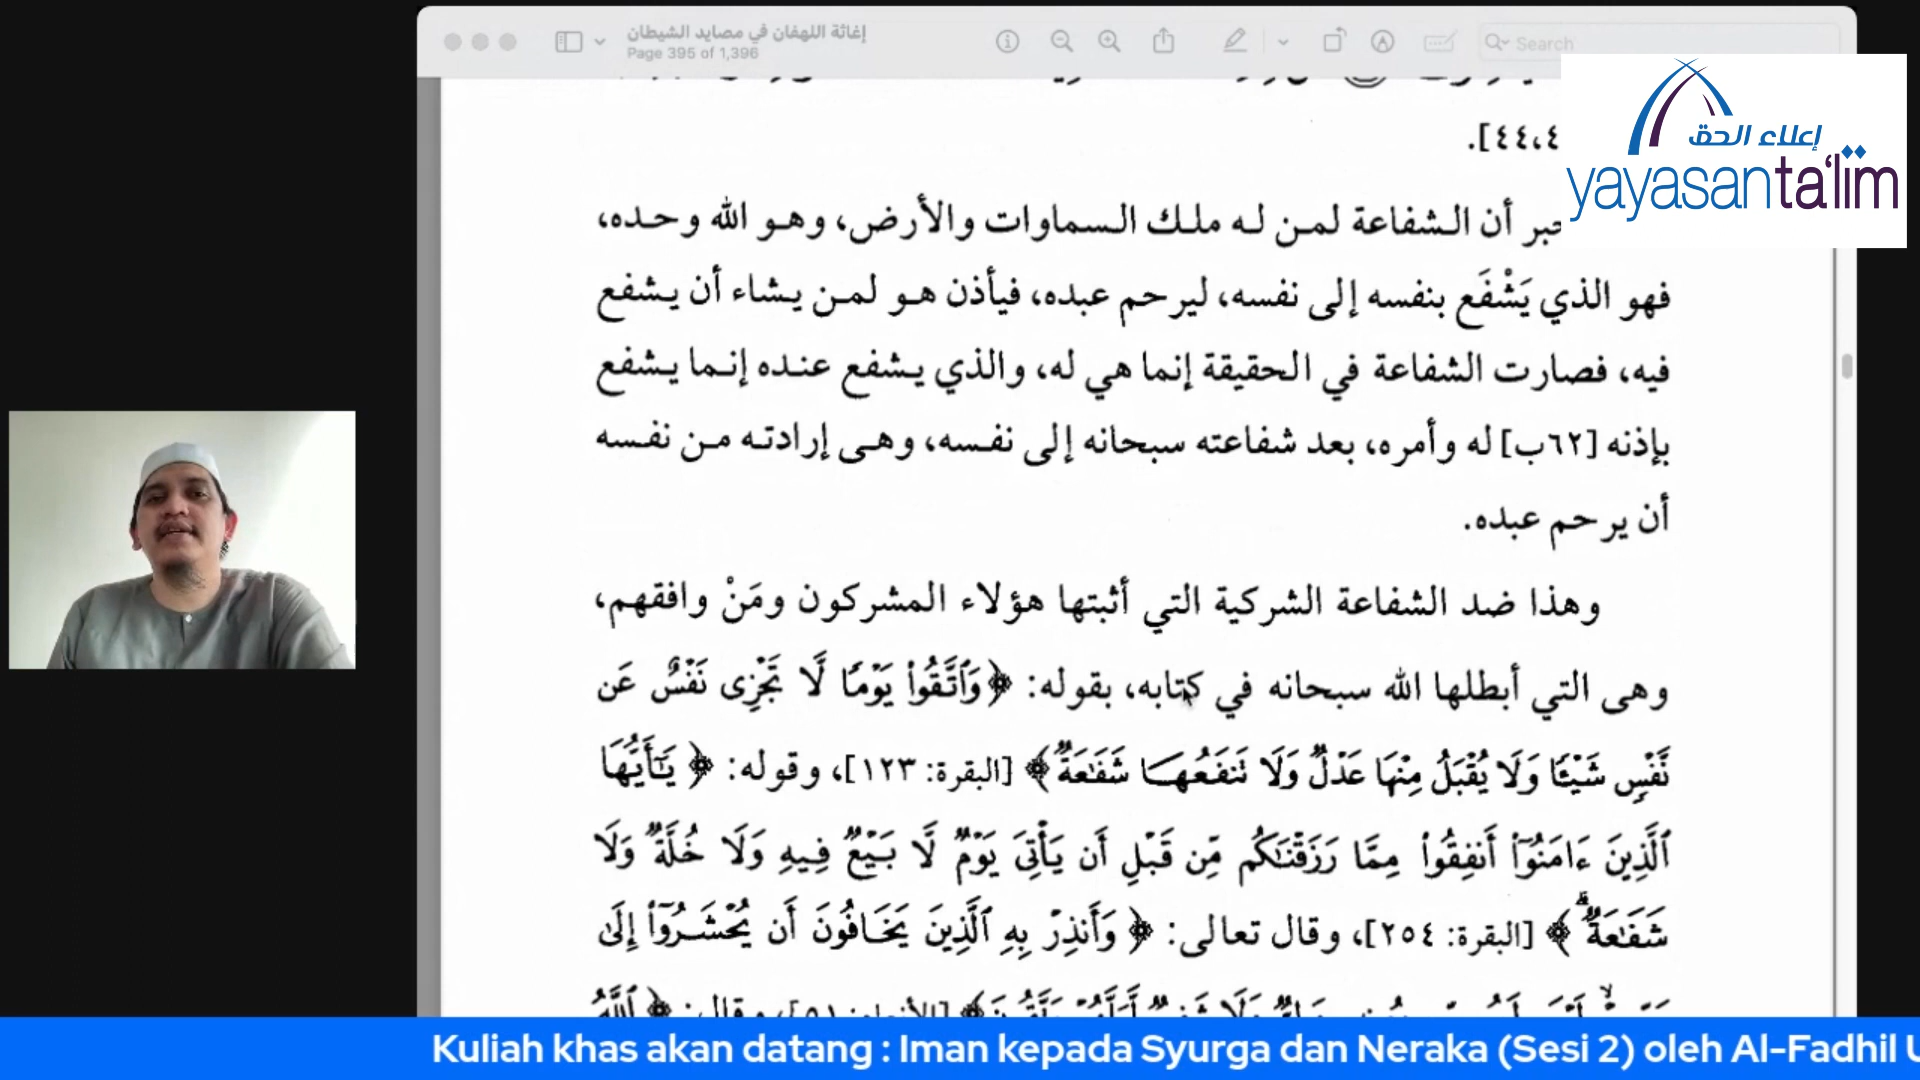 إغاثة اللهفان في مصايد الشيطان
Page 395 of 1,396
Search
إعلاء الحق
yayasanta'lim
٤٤،٤].
أن الشفاعة لمن له ملك السماوات والأرض، وهو الله وحده،
فهو الذي يَشْفَع بنفسه إلى نفسه، ليرحم عبده، فيأذن هو لمن يشاء أن يشفع
فيه، فصارت الشفاعة في الحقيقة إنما هي له، والذي يشفع عنده إنما يشفع
بإذنه [٦٢ب] له وأمره، بعد شفاعته سبحانه إلى نفسه، وهى إرادته من نفسه
أن يرحم عبده.
وهذا ضد الشفاعة الشركية التي أثبتها هؤلاء المشركون ومَنْ وافقهم،
وهى التي أبطلها الله سبحانه في كتابه، بقوله: ﴿وَٱتَّقُوا۟ يَوْمًا لَّا تَجْزِى نَفْسٌ عَن
نَّفْسٍ شَيْـًٔا وَلَا يُقْبَلُ مِنْهَا عَدْلٌ وَلَا تَنفَعُهَا شَفَـٰعَةٌ﴾ [البقرة: ١٢٣]، وقوله: ﴿يَـٰٓأَيُّهَا
ٱلَّذِينَ ءَامَنُوٓا۟ أَنفِقُوا۟ مِمَّا رَزَقْنَـٰكُم مِّن قَبْلِ أَن يَأْتِىَ يَوْمٌ لَّا بَيْعٌ فِيهِ وَلَا خُلَّةٌ وَلَا
شَفَـٰعَةٌ ۗ﴾ [البقرة: ٢٥٤]، وقال تعالى: ﴿وَأَنذِرْ بِهِ ٱلَّذِينَ يَخَافُونَ أَن يُحْشَرُوٓا۟ إِلَىٰ
Kuliah khas akan datang : Iman kepada Syurga dan Neraka (Sesi 2) oleh Al-Fadhil